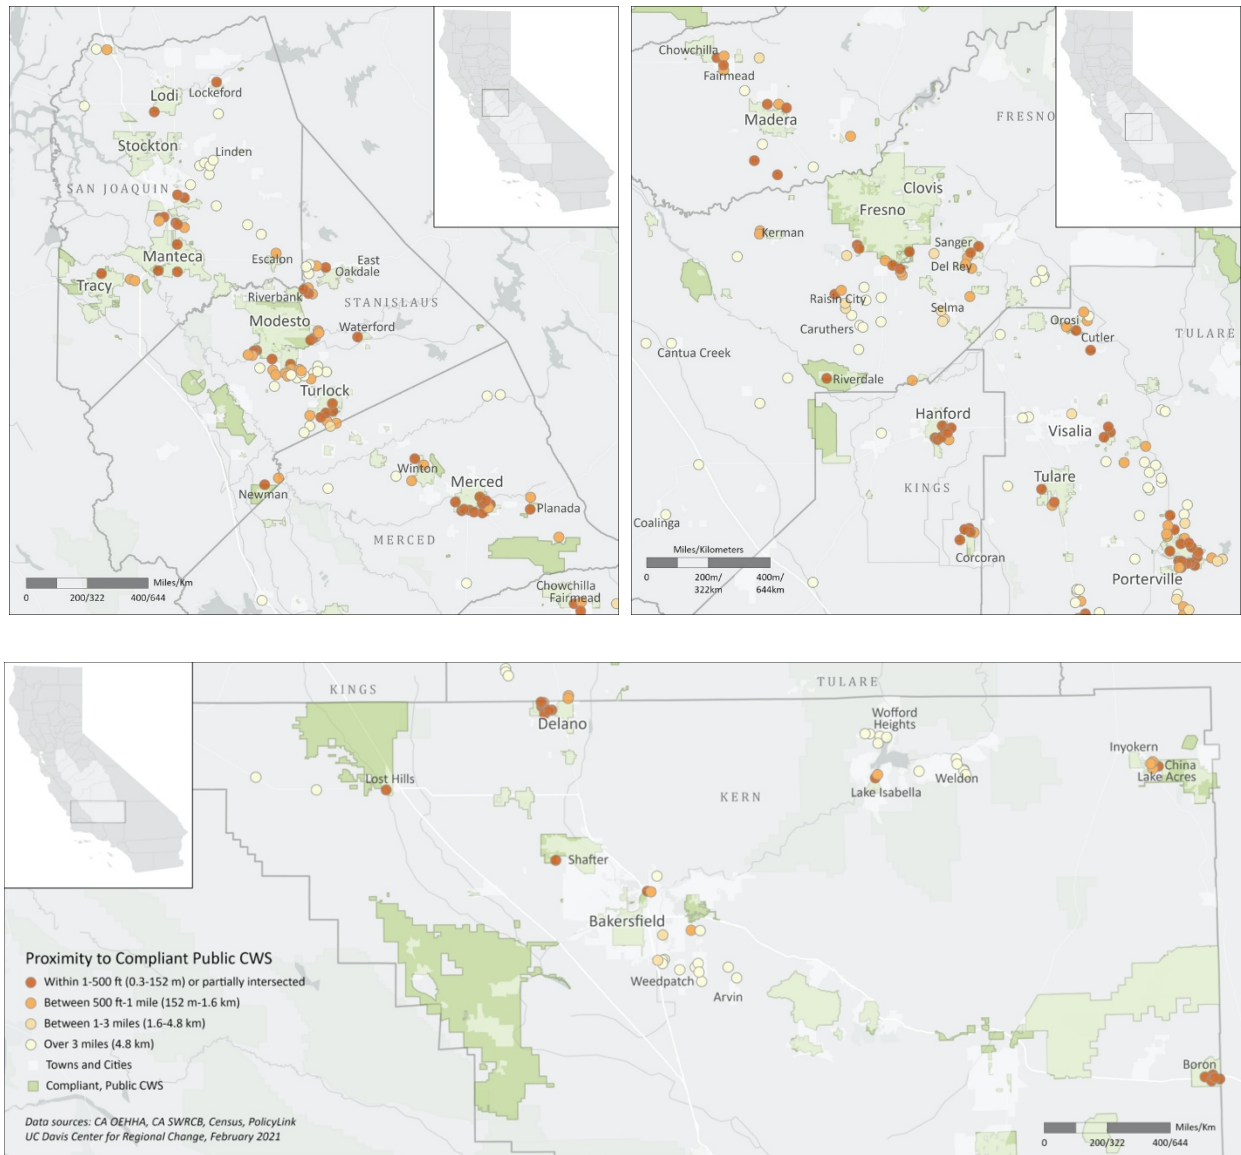 Lodi
Lockeford
Stockton
Linden
SAN JOAQUIN
Manteca
Escalon
East
Oakdale
Tracy
Riverbank
STANISLAUS
Modesto
Waterford
Turlock
Winton
Merced
Newman
Planada
MERCED
Chowchilla
Fairmead
Miles/Km
0 200/322 400/644
Chowchilla
Fairmead
Madera
FRESNO
Clovis
Fresno
Kerman
Sanger
Del Rey
Raisin City
Selma
Caruthers
Orosi
Cutler
TULARE
Cantua Creek
Riverdale
Hanford
Visalia
Tulare
KINGS
Coalinga
Corcoran
Porterville
Miles/Kilometers
0 200m/ 400m/
322km 644km
KINGS
TULARE
Delano
Wofford
Heights
Inyokern
China
Lake Acres
Lost Hills
Weldon
Lake Isabella
KERN
Shafter
Bakersfield
Weedpatch
Arvin
Boron
Proximity to Compliant Public CWS
Within 1-500 ft (0.3-152 m) or partially intersected
Between 500 ft-1 mile (152 m-1.6 km)
Between 1-3 miles (1.6-4.8 km)
Over 3 miles (4.8 km)
Towns and Cities
Compliant, Public CWS
Data sources: CA OEHHA, CA SWRCB, Census, PolicyLink
UC Davis Center for Regional Change, February 2021
Miles/Km
0 200/322 400/644